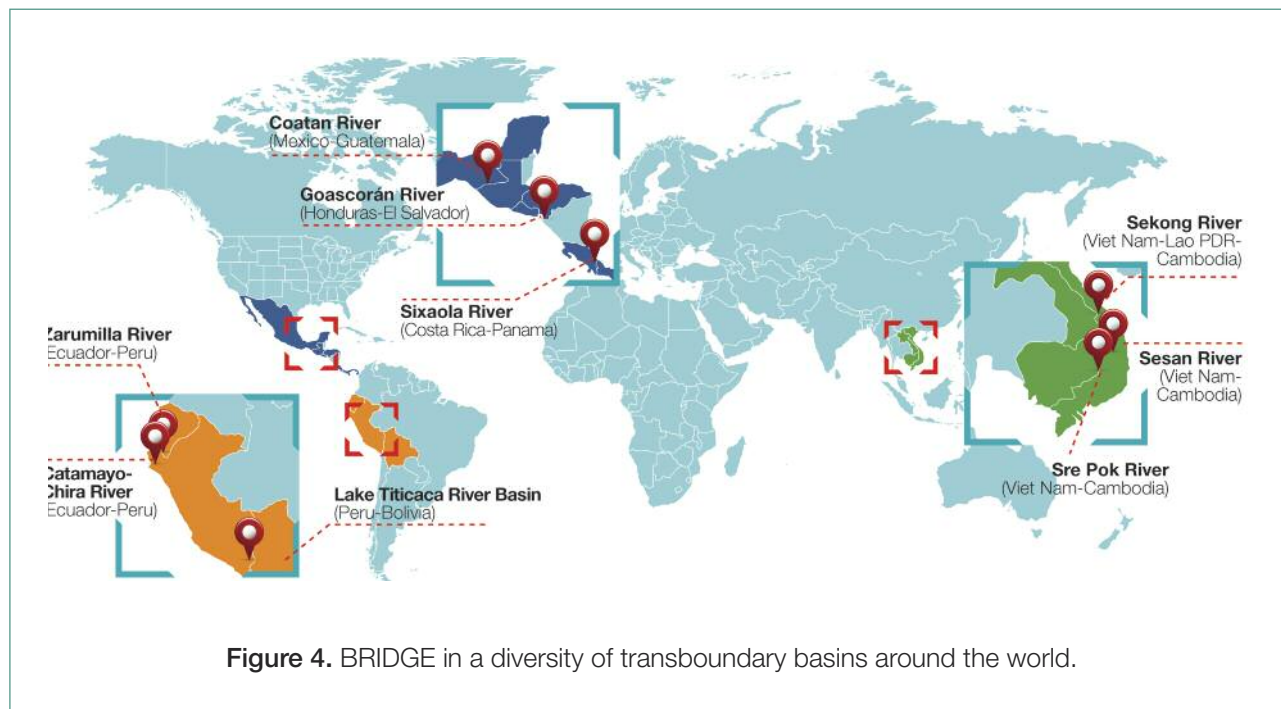 Coatan River
(Mexico-Guatemala)
Goascorán River
(Honduras-El Salvador)
Sixaola River
(Costa Rica-Panama)
Zarumilla River
(Ecuador-Peru)
Catamayo-
Chira River
(Ecuador-Peru)
Lake Titicaca River Basin
(Peru-Bolivia)
Sekong River
(Viet Nam-Lao PDR-
Cambodia)
Sesan River
(Viet Nam-
Cambodia)
Sre Pok River
(Viet Nam-Cambodia)
Figure 4. BRIDGE in a diversity of transboundary basins around the world.